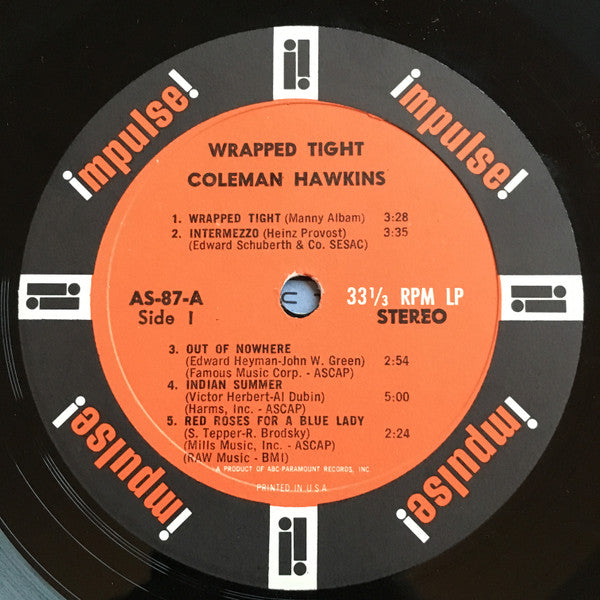 impulse!
impulse!
WRAPPED TIGHT
COLEMAN HAWKINS
1. WRAPPED TIGHT (Manny Albam) 3:28
2. INTERMEZZO (Heinz Provost) 3:35
(Edward Schuberth & Co. SESAC)
AS-87-A
Side 1
33 1/3 RPM LP
STEREO
3. OUT OF NOWHERE
(Edward Heyman-John W. Green) 2:54
(Famous Music Corp. - ASCAP)
4. INDIAN SUMMER
(Victor Herbert-Al Dubin) 5:00
(Harms, Inc. - ASCAP)
5. RED ROSES FOR A BLUE LADY
(S. Tepper-R. Brodsky) 2:24
(Mills Music, Inc. - ASCAP)
(RAW Music - BMI)
A PRODUCT OF ABC-PARAMOUNT RECORDS, INC.
PRINTED IN U.S.A.
impulse!
impulse!